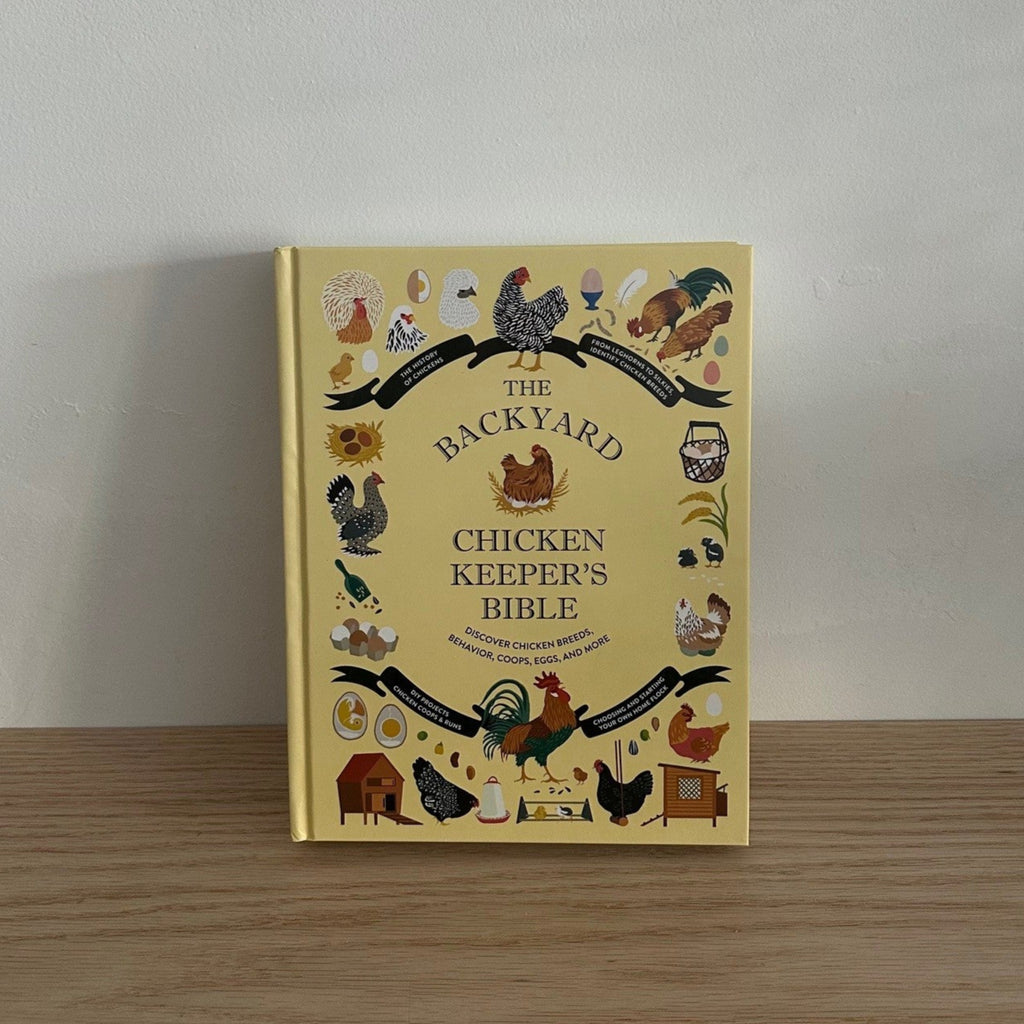 THE HISTORY
OF CHICKENS
FROM LEGHORNS TO SILKIES,
IDENTIFY CHICKEN BREEDS
THE
BACKYARD
CHICKEN
KEEPER'S
BIBLE
DISCOVER CHICKEN BREEDS,
BEHAVIOR, COOPS, EGGS, AND MORE
DIY PROJECTS
CHICKEN COOPS & RUNS
CHOOSING AND STARTING
YOUR OWN HOME FLOCK